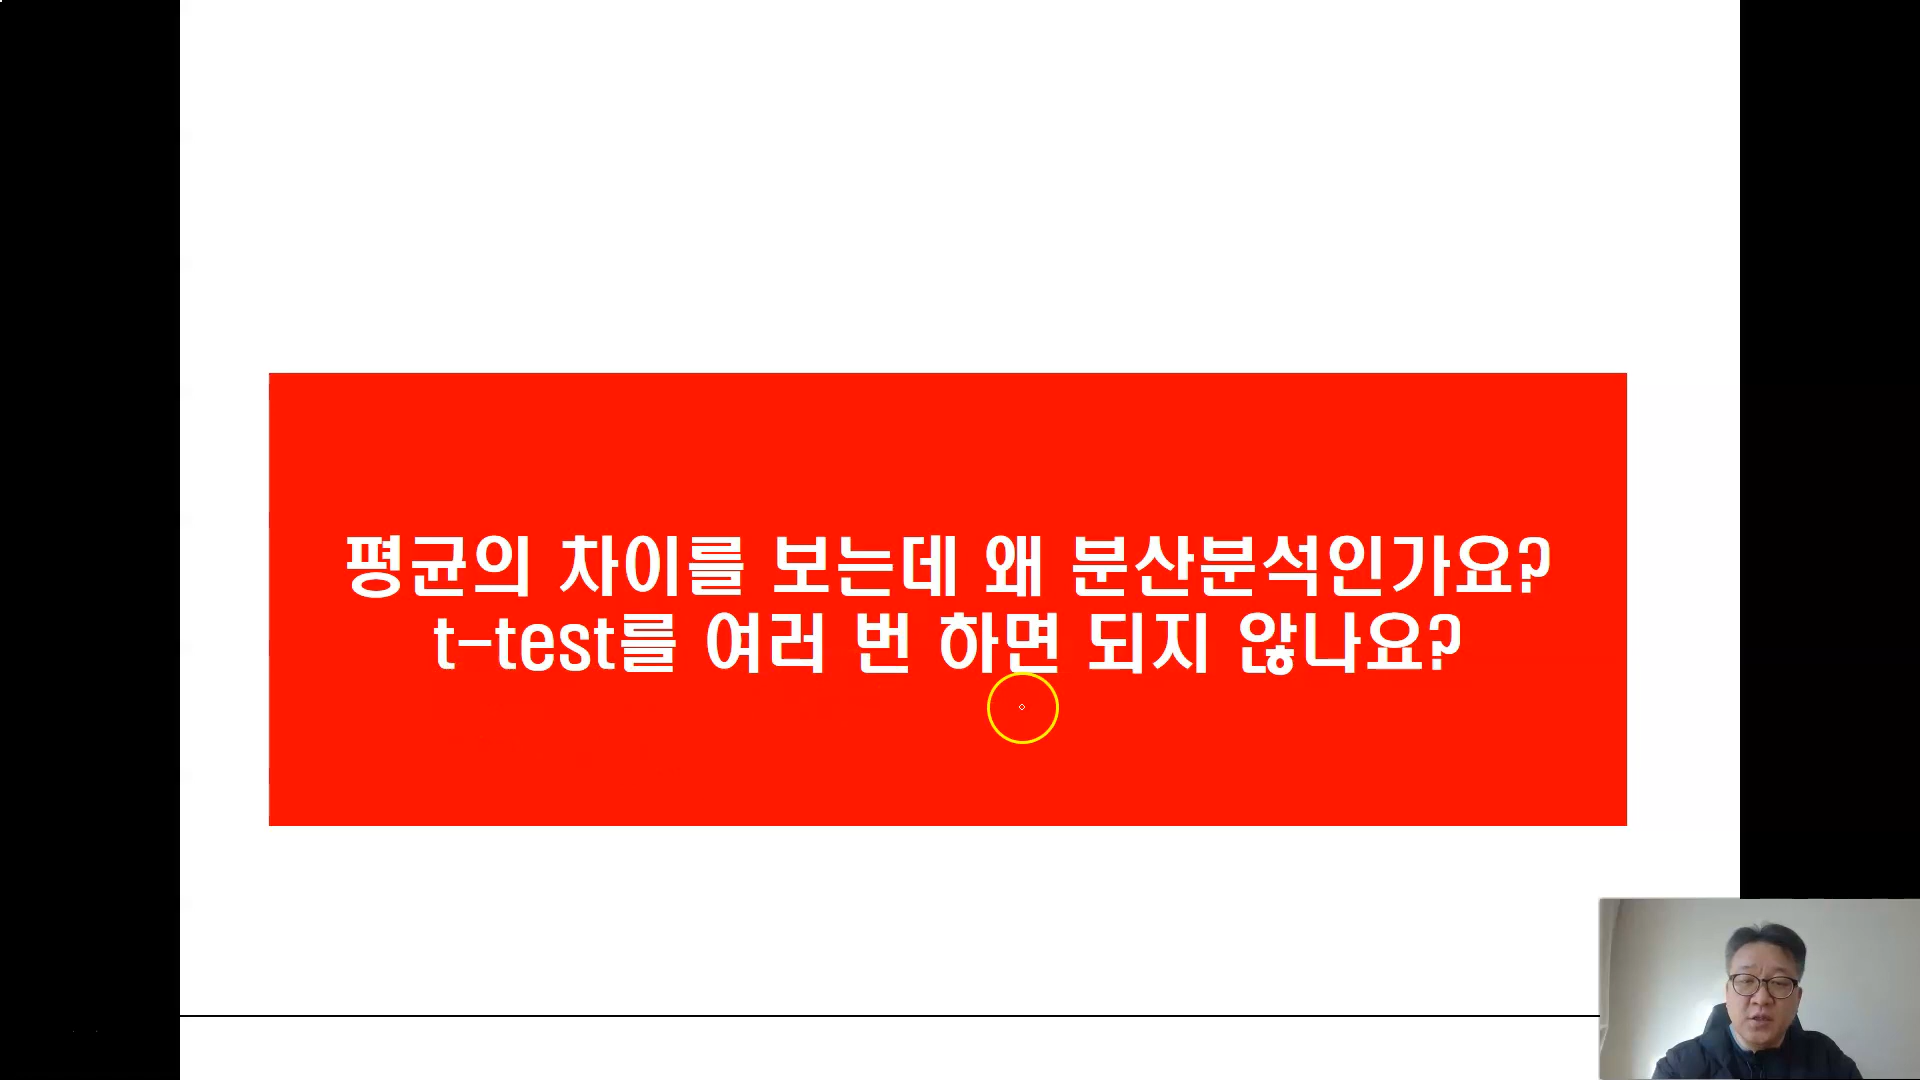 평균의 차이를 보는데 왜 분산분석인가요?
t-test를 여러 번 하면 되지 않나요?